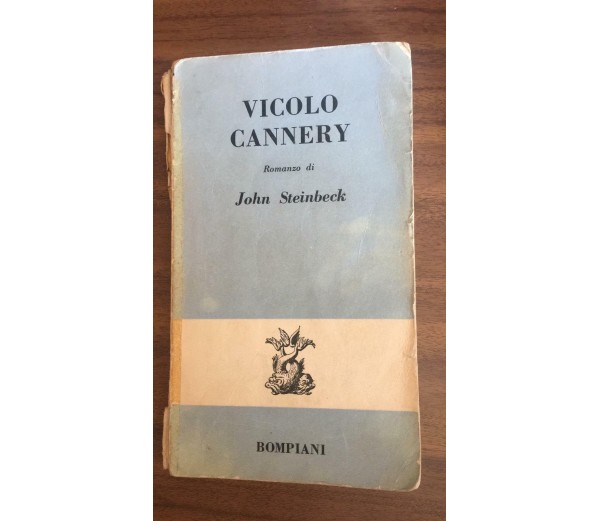 VICOLO
CANNERY
Romanzo di
John Steinbeck
BOMPIANI